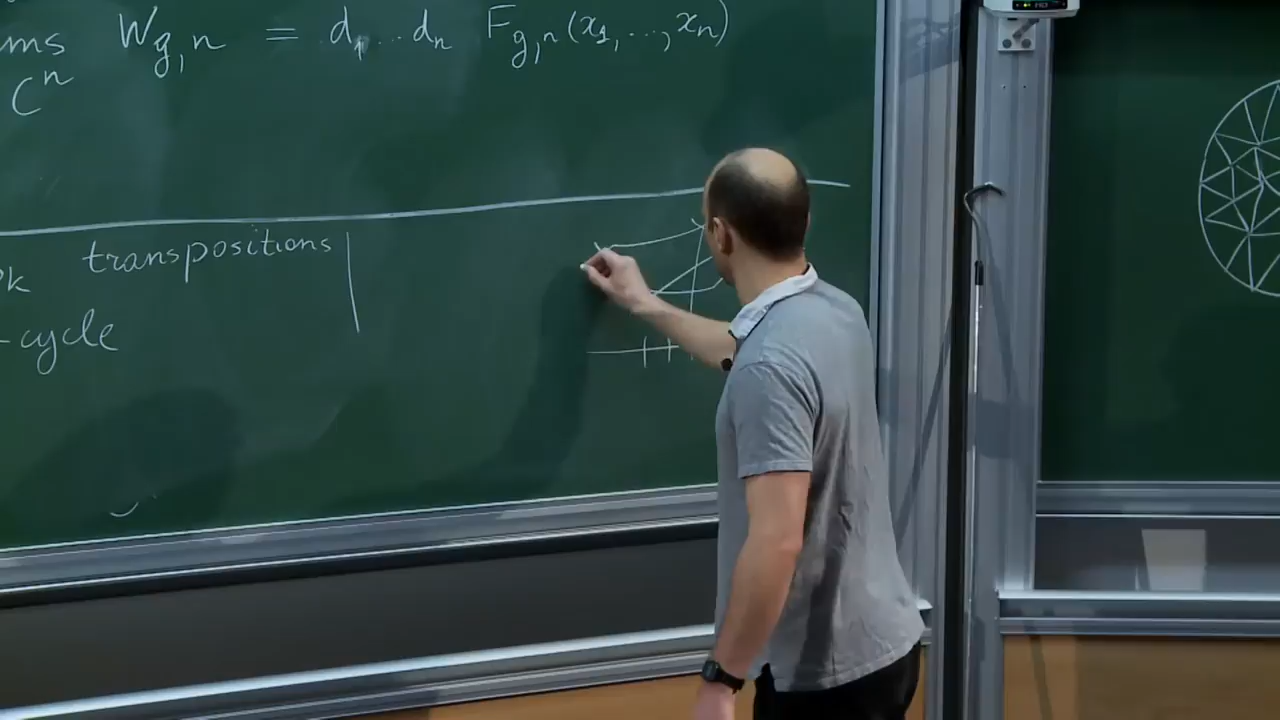 ms W_{g,n} = d_1 ... d_n F_{g,n}(x_1, ..., x_n)
C^n
k transpositions
-cycle